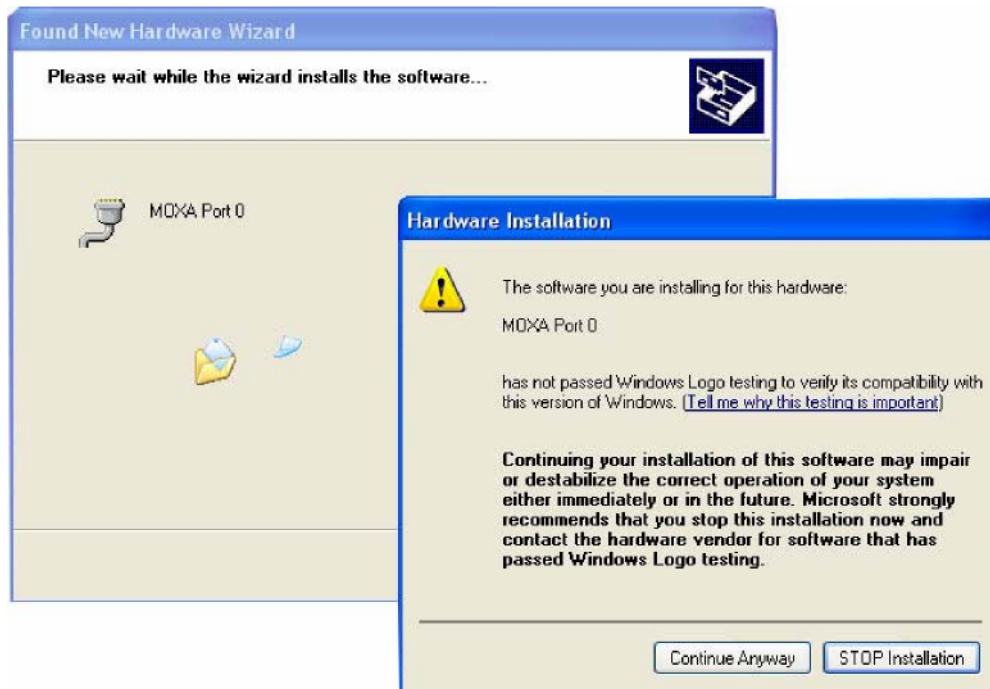 Found New Hardware Wizard
Please wait while the wizard installs the software...
MOXA Port 0
Hardware Installation
The software you are installing for this hardware:
MOXA Port 0
has not passed Windows Logo testing to verify its compatibility with
this version of Windows. (Tell me why this testing is important)
Continuing your installation of this software may impair
or destabilize the correct operation of your system
either immediately or in the future. Microsoft strongly
recommends that you stop this installation now and
contact the hardware vendor for software that has
passed Windows Logo testing.
Continue Anyway
STOP Installation